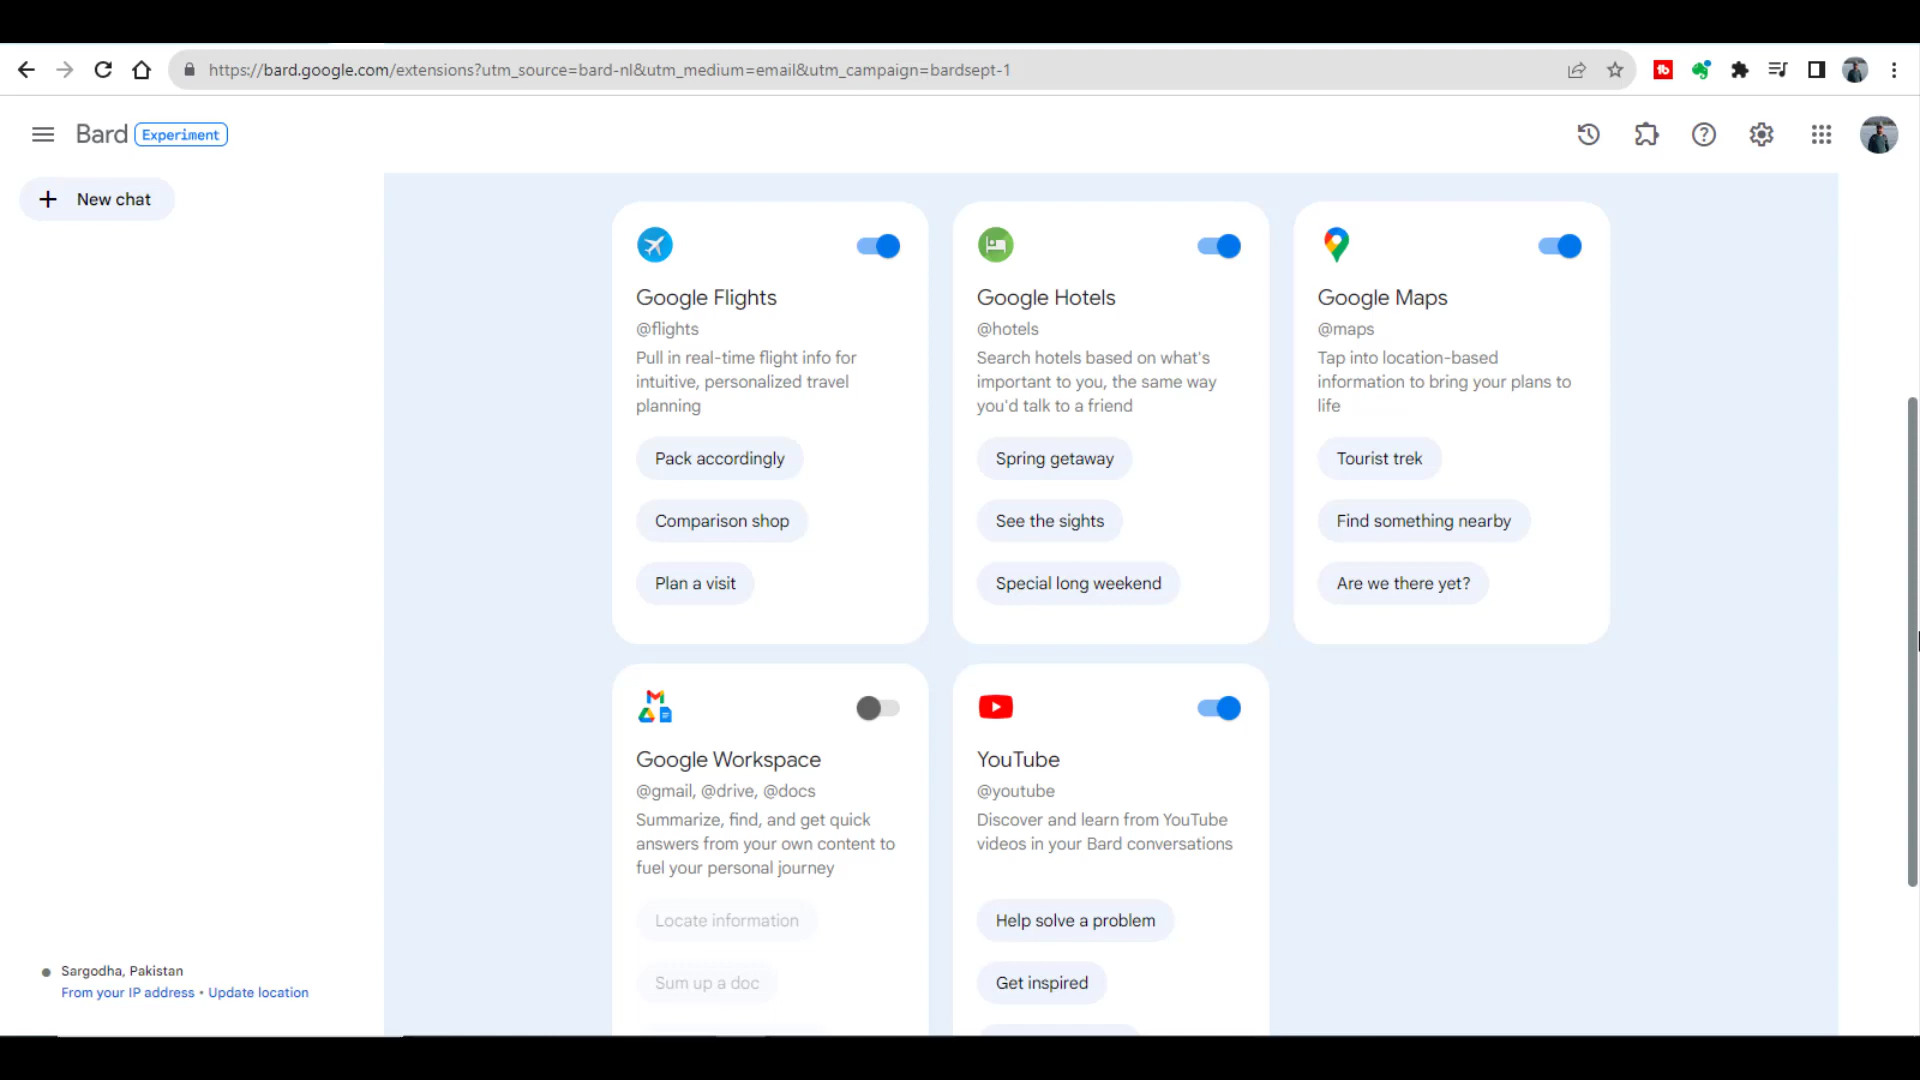 https://bard.google.com/extensions?utm_source=bard-nl&utm_medium=email&utm_campaign=bardsept-1
Bard Experiment
New chat
Google Flights
@flights
Pull in real-time flight info for
intuitive, personalized travel
planning
Pack accordingly
Comparison shop
Plan a visit
Google Hotels
@hotels
Search hotels based on what's
important to you, the same way
you'd talk to a friend
Spring getaway
See the sights
Special long weekend
Google Maps
@maps
Tap into location-based
information to bring your plans to
life
Tourist trek
Find something nearby
Are we there yet?
Google Workspace
@gmail, @drive, @docs
Summarize, find, and get quick
answers from your own content to
fuel your personal journey
Locate information
Sum up a doc
YouTube
@youtube
Discover and learn from YouTube
videos in your Bard conversations
Help solve a problem
Get inspired
Sargodha, Pakistan
From your IP address • Update location